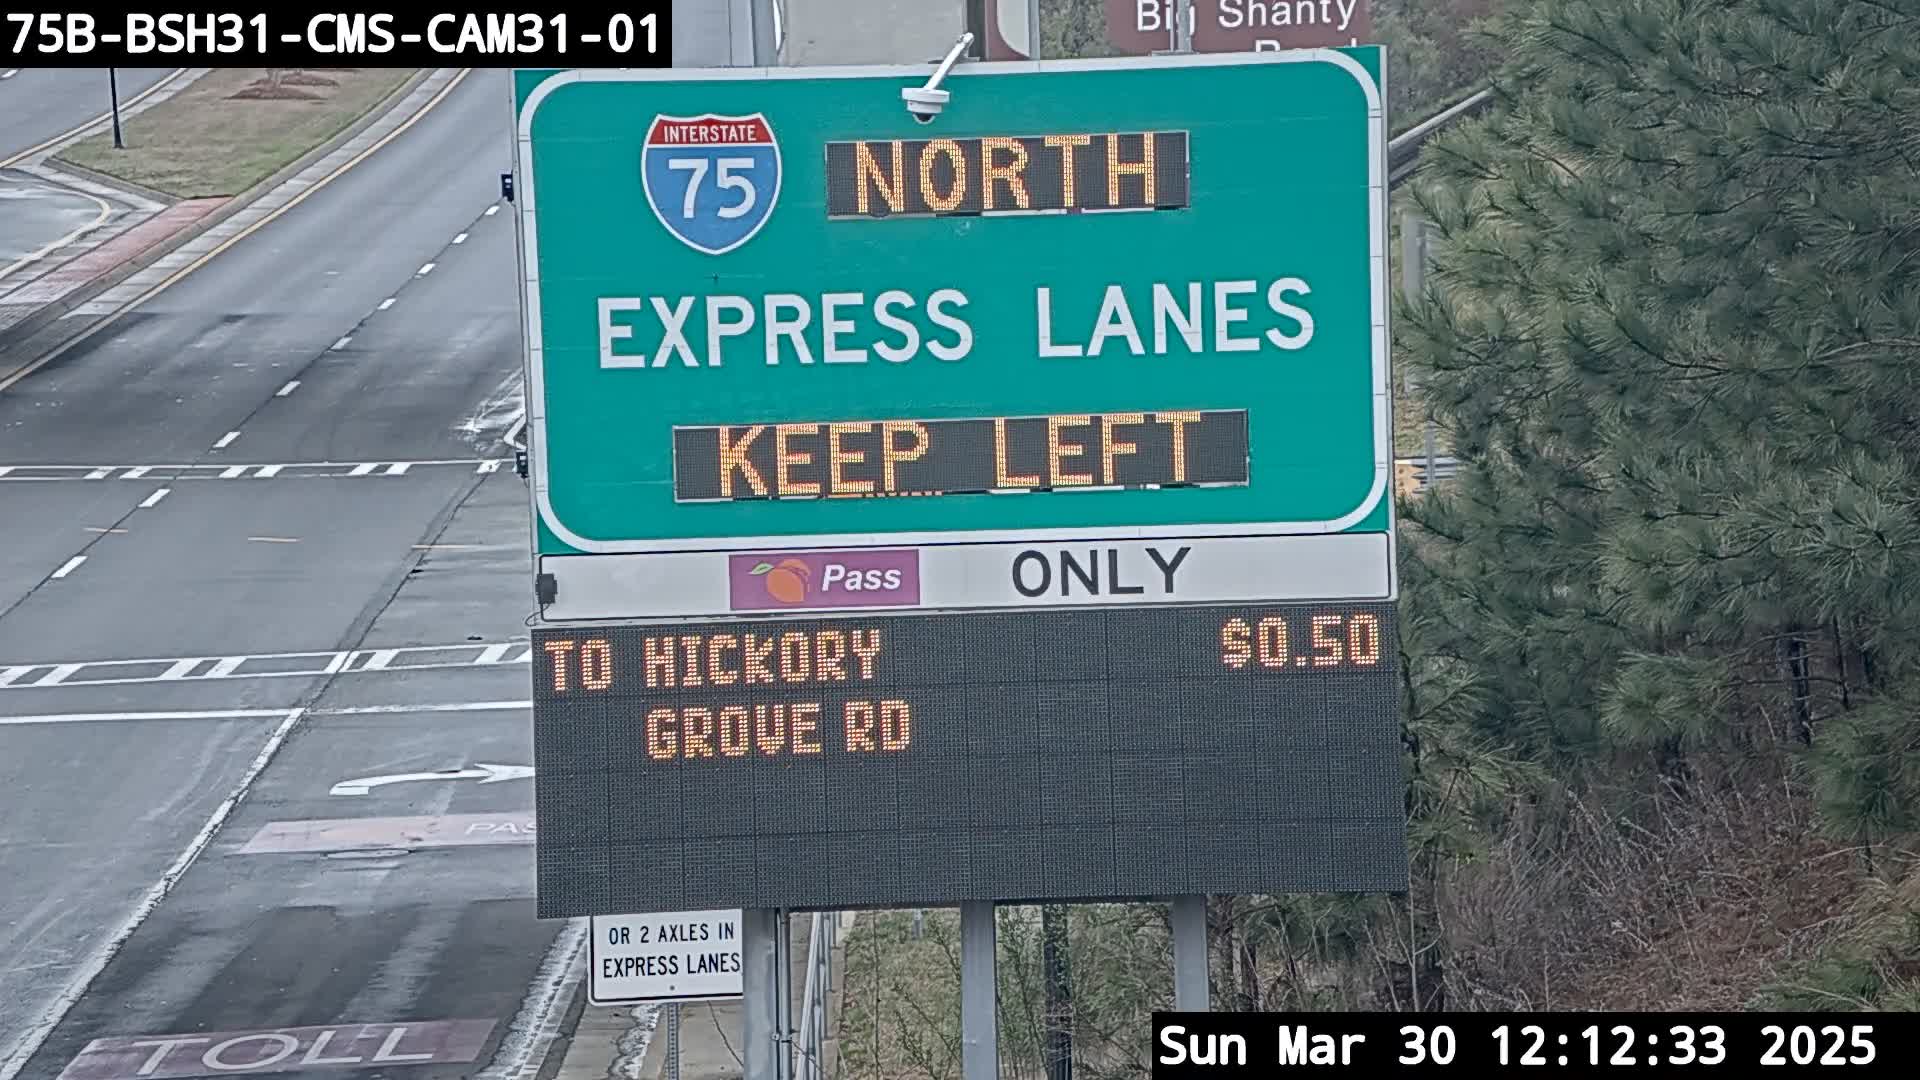 75B-BSH31-CMS-CAM31-01
Big Shanty
INTERSTATE
75
NORTH
EXPRESS LANES
KEEP LEFT
Pass ONLY
TO HICKORY $0.50
GROVE RD
OR 2 AXLES IN
EXPRESS LANES
TOLL
Sun Mar 30 12:12:33 2025